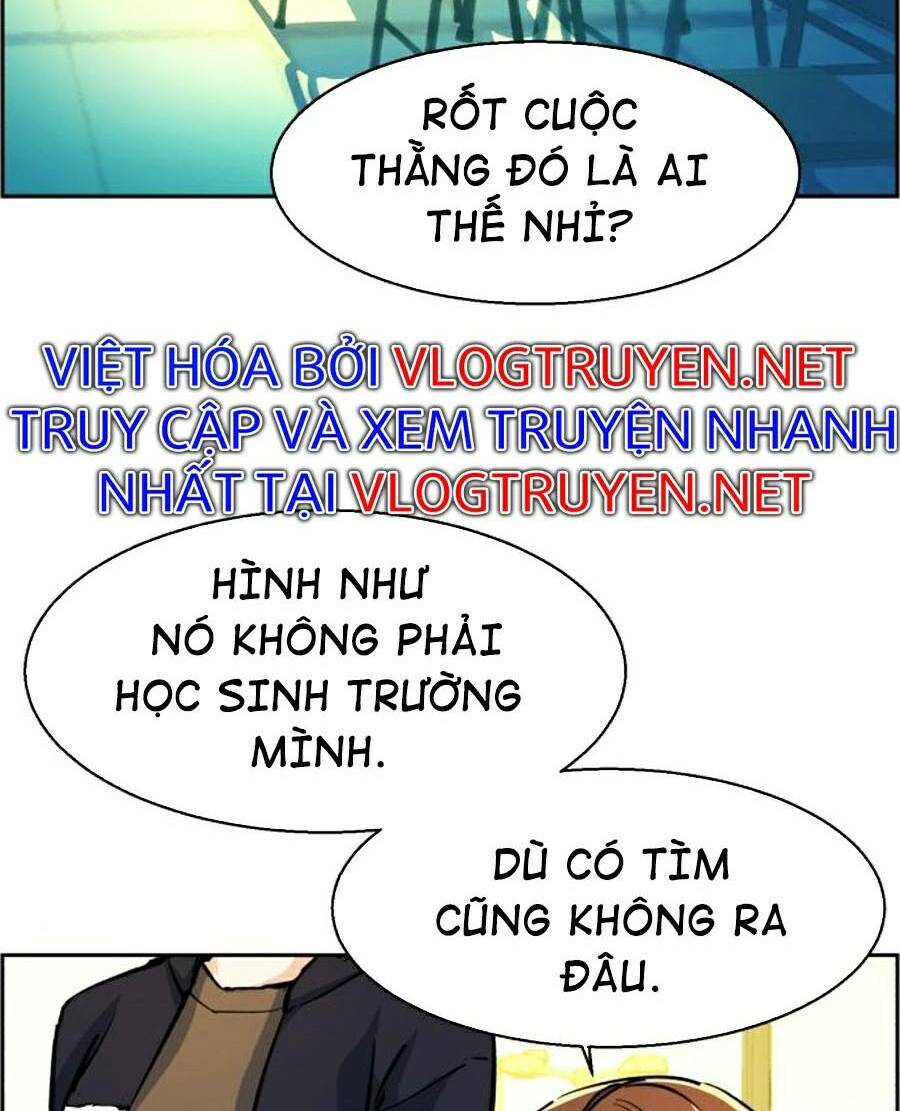 RỐT CUỘC
THẰNG ĐÓ LÀ AI
THẾ NHỈ?
VIỆT HÓA BỞI VLOGTRUYEN.NET
TRUY CẬP VÀ XEM TRUYỆN NHANH
NHẤT TẠI VLOGTRUYEN.NET
HÌNH NHƯ
NÓ KHÔNG PHẢI
HỌC SINH TRƯỜNG
MÌNH.
DÙ CÓ TÌM
CŨNG KHÔNG RA
ĐÂU.